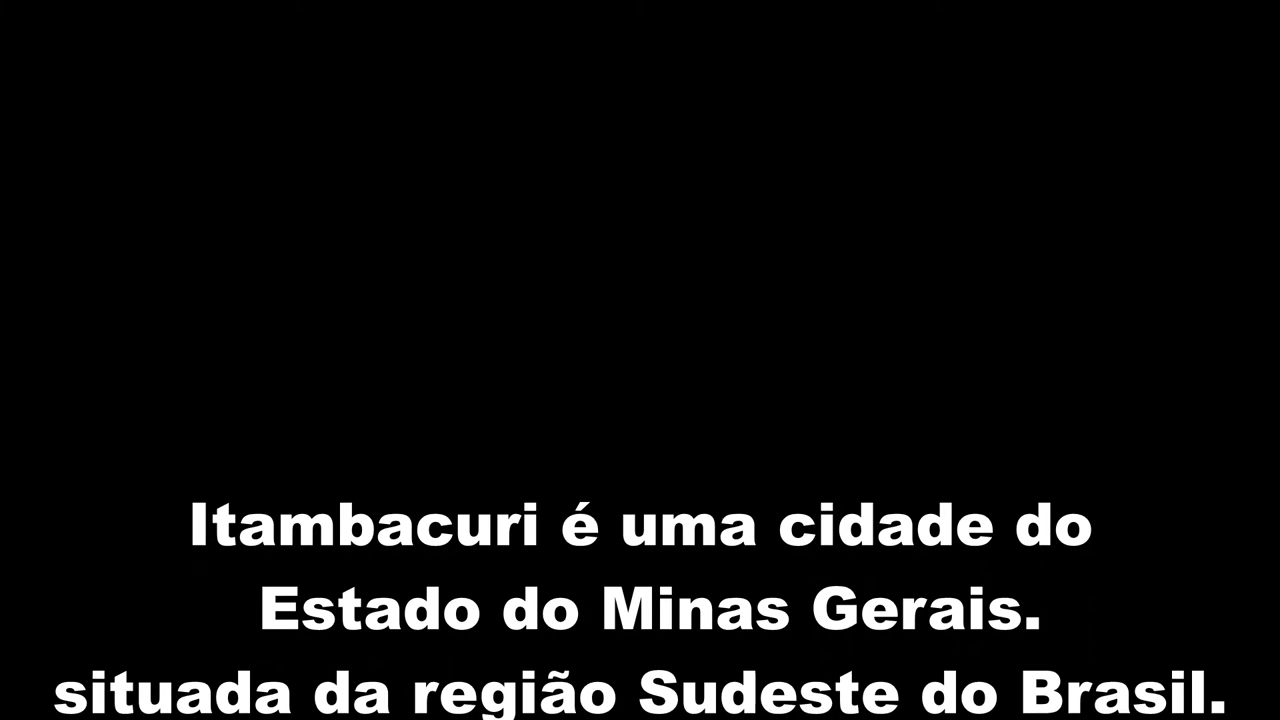 Itambacuri é uma cidade do
Estado do Minas Gerais.
situada da região Sudeste do Brasil.